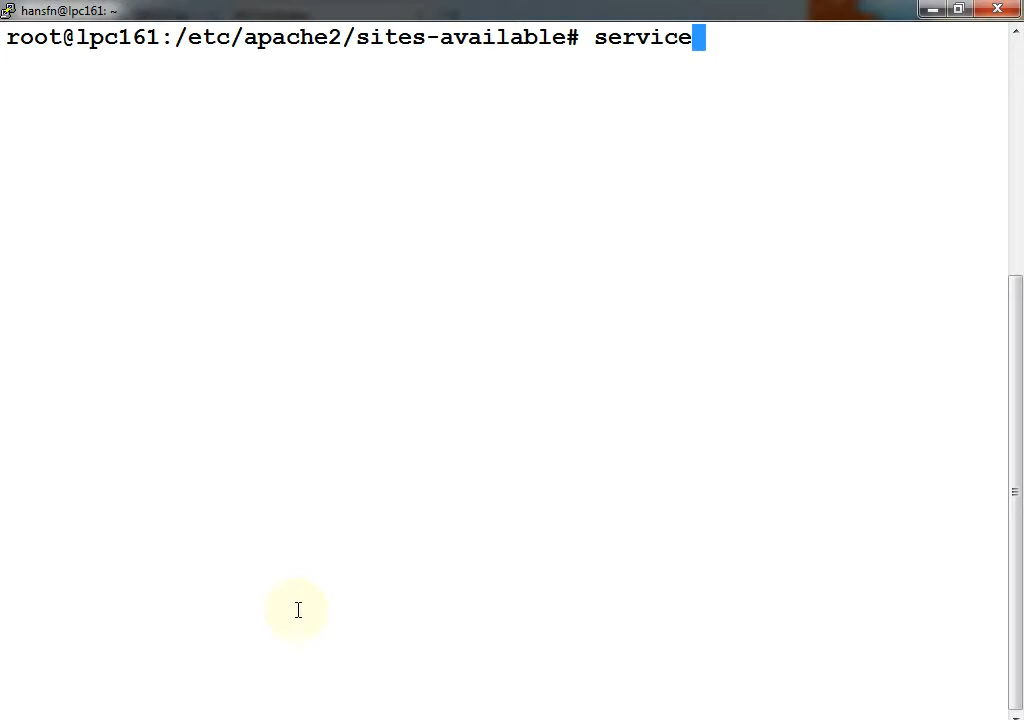 hansfn@lpc161: ~
root@lpc161:/etc/apache2/sites-available# service